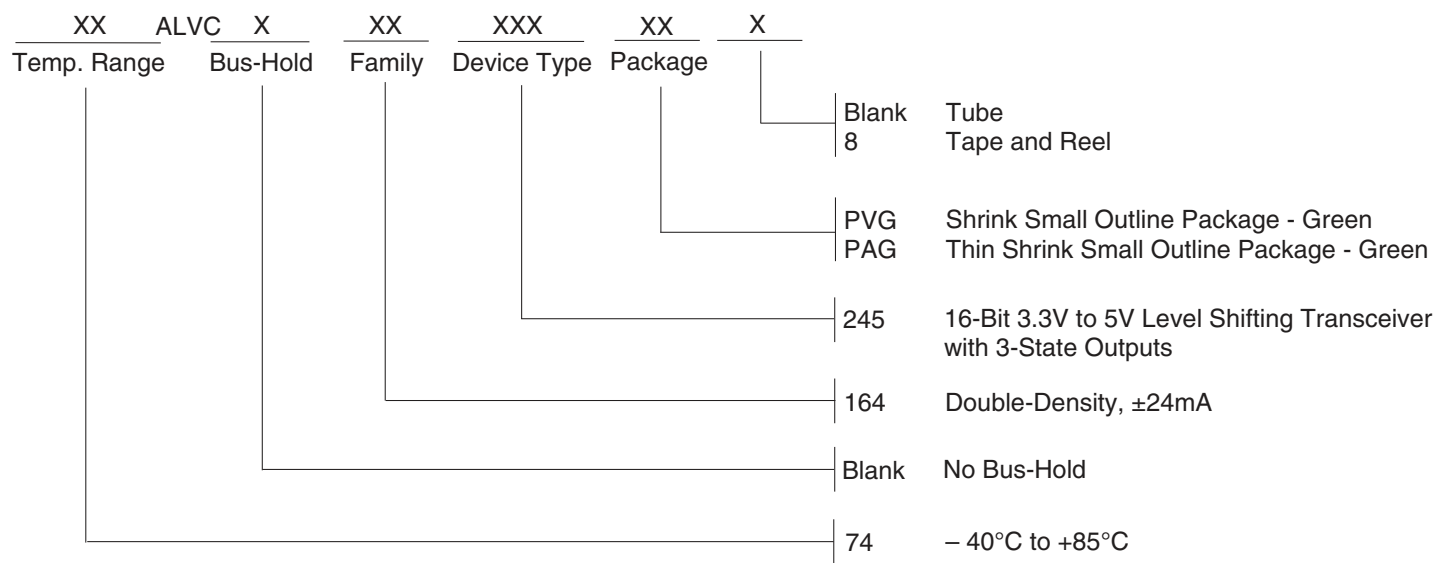 XX ALVC X XX XXX XX X
Temp. Range Bus-Hold Family Device Type Package
Blank Tube
8 Tape and Reel
PVG Shrink Small Outline Package - Green
PAG Thin Shrink Small Outline Package - Green
245 16-Bit 3.3V to 5V Level Shifting Transceiver
with 3-State Outputs
164 Double-Density, ±24mA
Blank No Bus-Hold
74 – 40°C to +85°C